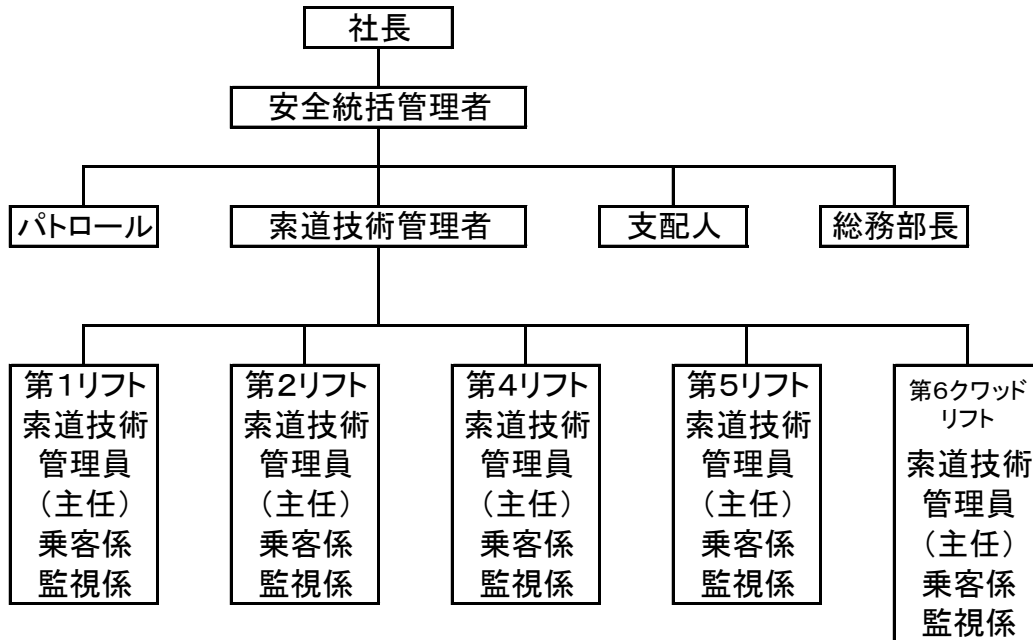 社長
安全統括管理者
パトロール
索道技術管理者
支配人
総務部長
第1リフト
索道技術
管理員
（主任）
乗客係
監視係
第2リフト
索道技術
管理員
（主任）
乗客係
監視係
第4リフト
索道技術
管理員
（主任）
乗客係
監視係
第5リフト
索道技術
管理員
（主任）
乗客係
監視係
第6クワッド
リフト
索道技術
管理員
（主任）
乗客係
監視係